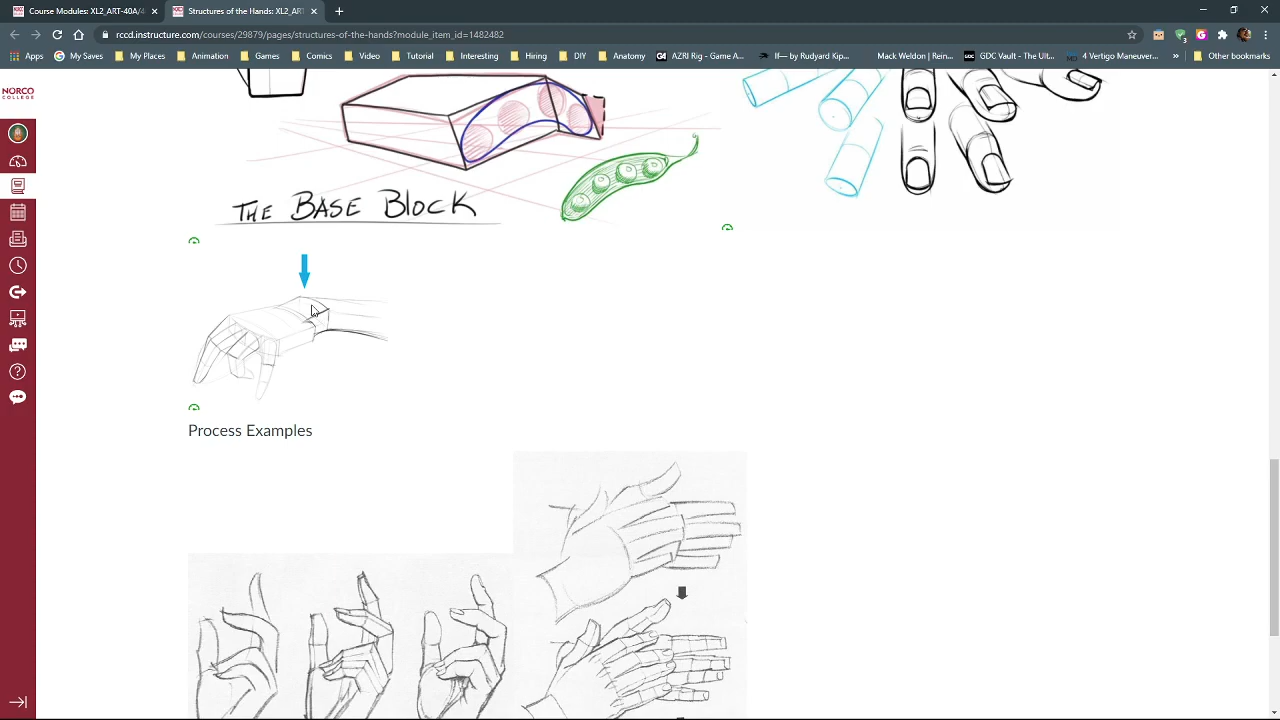 Course Modules: XL2_ART-40A/4
Structures of the Hands: XL2_AR
rccd.instructure.com/courses/29879/pages/structures-of-the-hands?module_item_id=1482482
Apps
My Saves
My Places
Animation
Comics
Video
Tutorial
Interesting
Hiring
DIY
Anatomy
AZRI Rig - Game A...
If— by Rudyard Kip...
Mack Weldon | Rein...
GDC Vault - The Ult...
4 Vertigo Maneuver...
Other bookmarks
NORCO
COLLEGE
THE BASE BLOCK
Process Examples